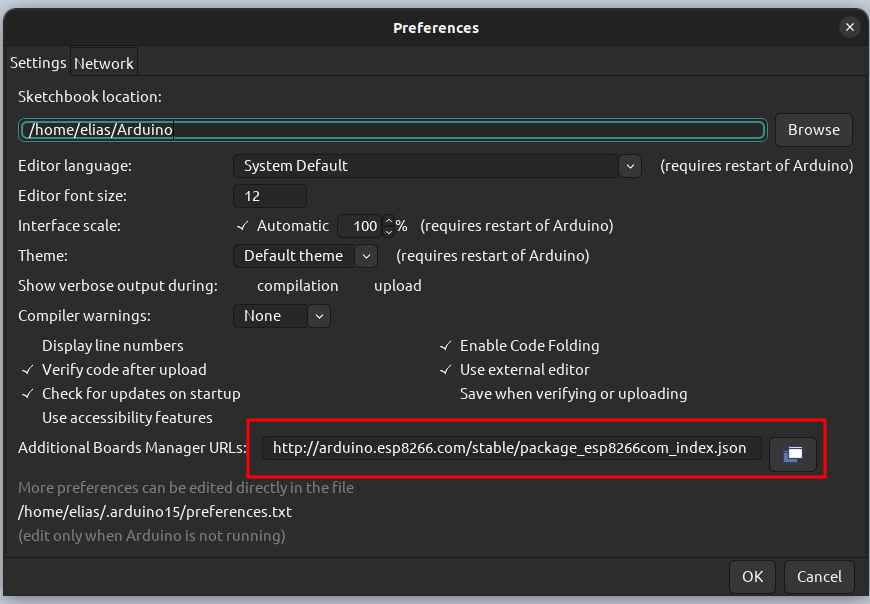 Preferences
Settings Network
Sketchbook location:
/home/elias/Arduino Browse
Editor language: System Default (requires restart of Arduino)
Editor font size: 12
Interface scale: Automatic 100 % (requires restart of Arduino)
Theme: Default theme (requires restart of Arduino)
Show verbose output during: compilation upload
Compiler warnings: None
Display line numbers Enable Code Folding
Verify code after upload Use external editor
Check for updates on startup Save when verifying or uploading
Use accessibility features
Additional Boards Manager URLs: http://arduino.esp8266.com/stable/package_esp8266com_index.json
More preferences can be edited directly in the file
/home/elias/.arduino15/preferences.txt
(edit only when Arduino is not running)
OK Cancel